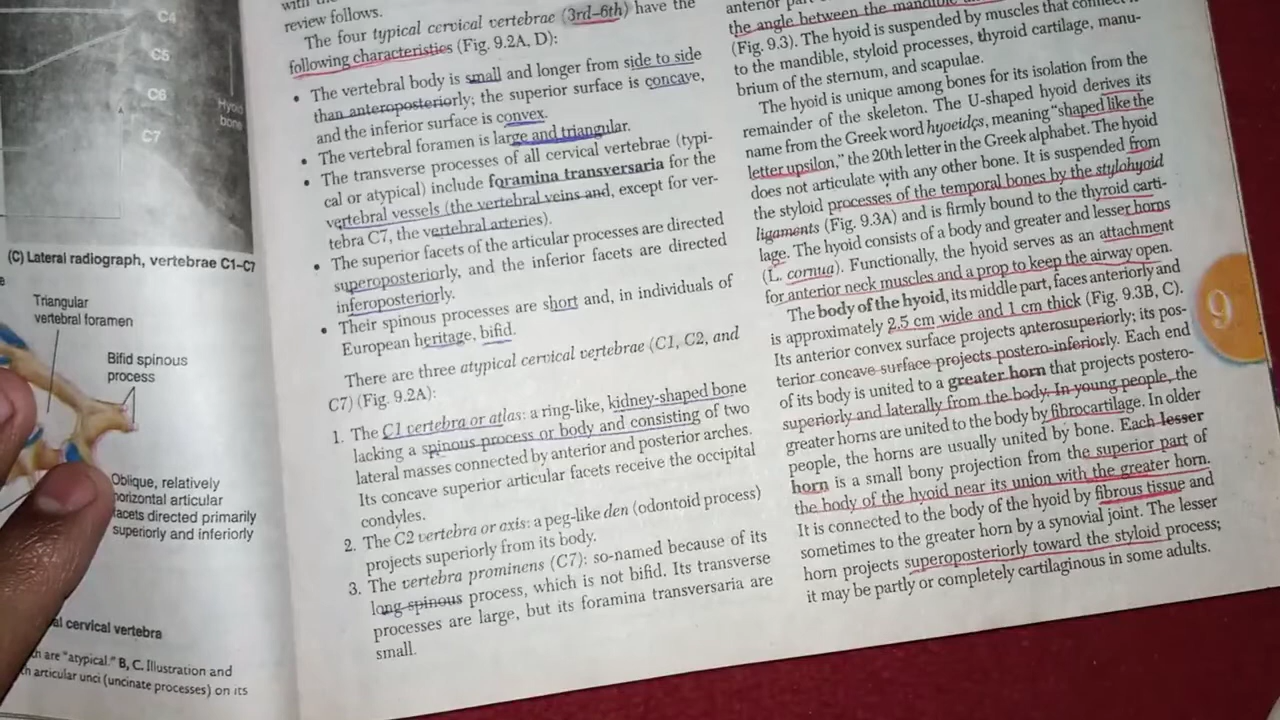 C4
C5
C6
C7
Hyoid
bone
(C) Lateral radiograph, vertebrae C1–C7
Triangular
vertebral foramen
Bifid spinous
process
Oblique, relatively
horizontal articular
facets directed primarily
superiorly and inferiorly
al cervical vertebra
are "atypical." B, C. Illustration and
articular unci (uncinate processes) on its
with the
review follows.
The four typical cervical vertebrae (3rd–6th) have the
following characteristics (Fig. 9.2A, D):
• The vertebral body is small and longer from side to side
than anteroposteriorly; the superior surface is concave,
and the inferior surface is convex.
• The vertebral foramen is large and triangular.
• The transverse processes of all cervical vertebrae (typi-
cal or atypical) include foramina transversaria for the
vertebral vessels (the vertebral veins and, except for ver-
tebra C7, the vertebral arteries).
• The superior facets of the articular processes are directed
superoposteriorly, and the inferior facets are directed
inferoposteriorly.
• Their spinous processes are short and, in individuals of
European heritage, bifid.
There are three atypical cervical vertebrae (C1, C2, and
C7) (Fig. 9.2A):
1. The C1 vertebra or atlas: a ring-like, kidney-shaped bone
lacking a spinous process or body and consisting of two
lateral masses connected by anterior and posterior arches.
Its concave superior articular facets receive the occipital
condyles.
2. The C2 vertebra or axis: a peg-like den (odontoid process)
projects superiorly from its body.
3. The vertebra prominens (C7): so-named because of its
long spinous process, which is not bifid. Its transverse
processes are large, but its foramina transversaria are
small.
anterior part
the angle between the mandible
(Fig. 9.3). The hyoid is suspended by muscles that connect
to the mandible, styloid processes, thyroid cartilage, manu-
brium of the sternum, and scapulae.
The hyoid is unique among bones for its isolation from the
remainder of the skeleton. The U-shaped hyoid derives its
name from the Greek word hyoeidçs, meaning "shaped like the
letter upsilon," the 20th letter in the Greek alphabet. The hyoid
does not articulate with any other bone. It is suspended from
the styloid processes of the temporal bones by the stylohyoid
ligaments (Fig. 9.3A) and is firmly bound to the thyroid carti-
lage. The hyoid consists of a body and greater and lesser horns
(L. cornua). Functionally, the hyoid serves as an attachment
for anterior neck muscles and a prop to keep the airway open.
The body of the hyoid, its middle part, faces anteriorly and
is approximately 2.5 cm wide and 1 cm thick (Fig. 9.3B, C).
Its anterior convex surface projects anterosuperiorly; its pos-
terior concave surface projects postero-inferiorly. Each end
of its body is united to a greater horn that projects postero-
superiorly and laterally from the body. In young people, the
greater horns are united to the body by fibrocartilage. In older
people, the horns are usually united by bone. Each lesser
horn is a small bony projection from the superior part of
the body of the hyoid near its union with the greater horn.
It is connected to the body of the hyoid by fibrous tissue and
sometimes to the greater horn by a synovial joint. The lesser
horn projects superoposteriorly toward the styloid process;
it may be partly or completely cartilaginous in some adults.
9